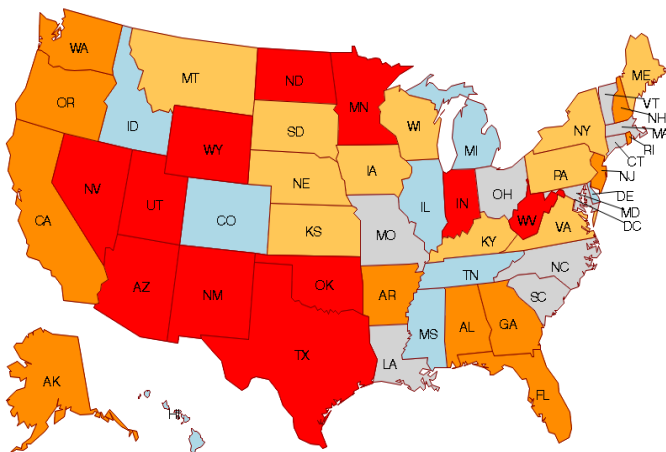 WA
MT
ND
MN
ME
VT
NH
MA
OR
ID
SD
WI
MI
NY
RI
CT
WY
IA
PA
NJ
NE
OH
DE
NV
IL
IN
WV
MD
UT
CO
VA
DC
CA
KS
MO
KY
NC
TN
AZ
NM
OK
AR
SC
MS
AL
GA
TX
LA
AK
FL
HI